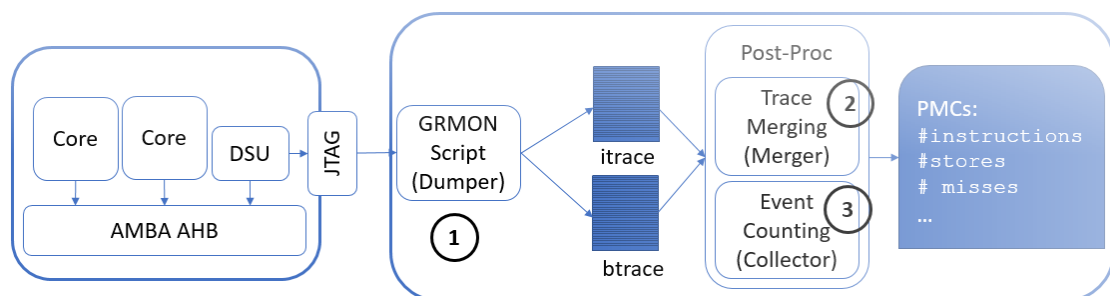 Core
Core
DSU
AMBA AHB
JTAG
GRMON
Script
(Dumper)
1
itrace
btrace
Post-Proc
Trace
Merging
(Merger)
2
Event
Counting
(Collector)
3
PMCs:
#instructions
#stores
# misses
…